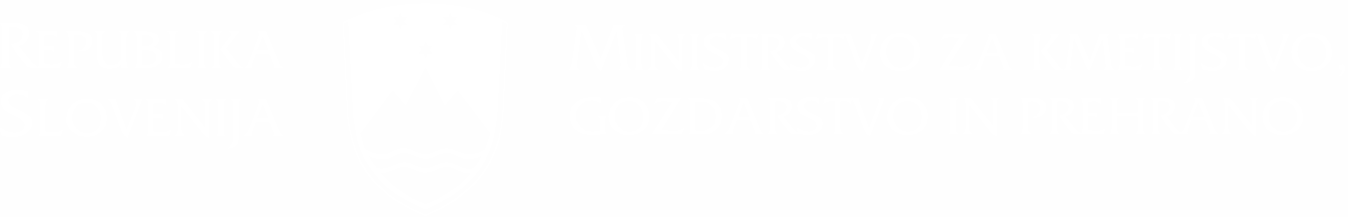 REPUBLIKA
SLOVENIJA
MINISTRSTVO ZA KMETIJSTVO,
GOZDARSTVO IN PREHRANO